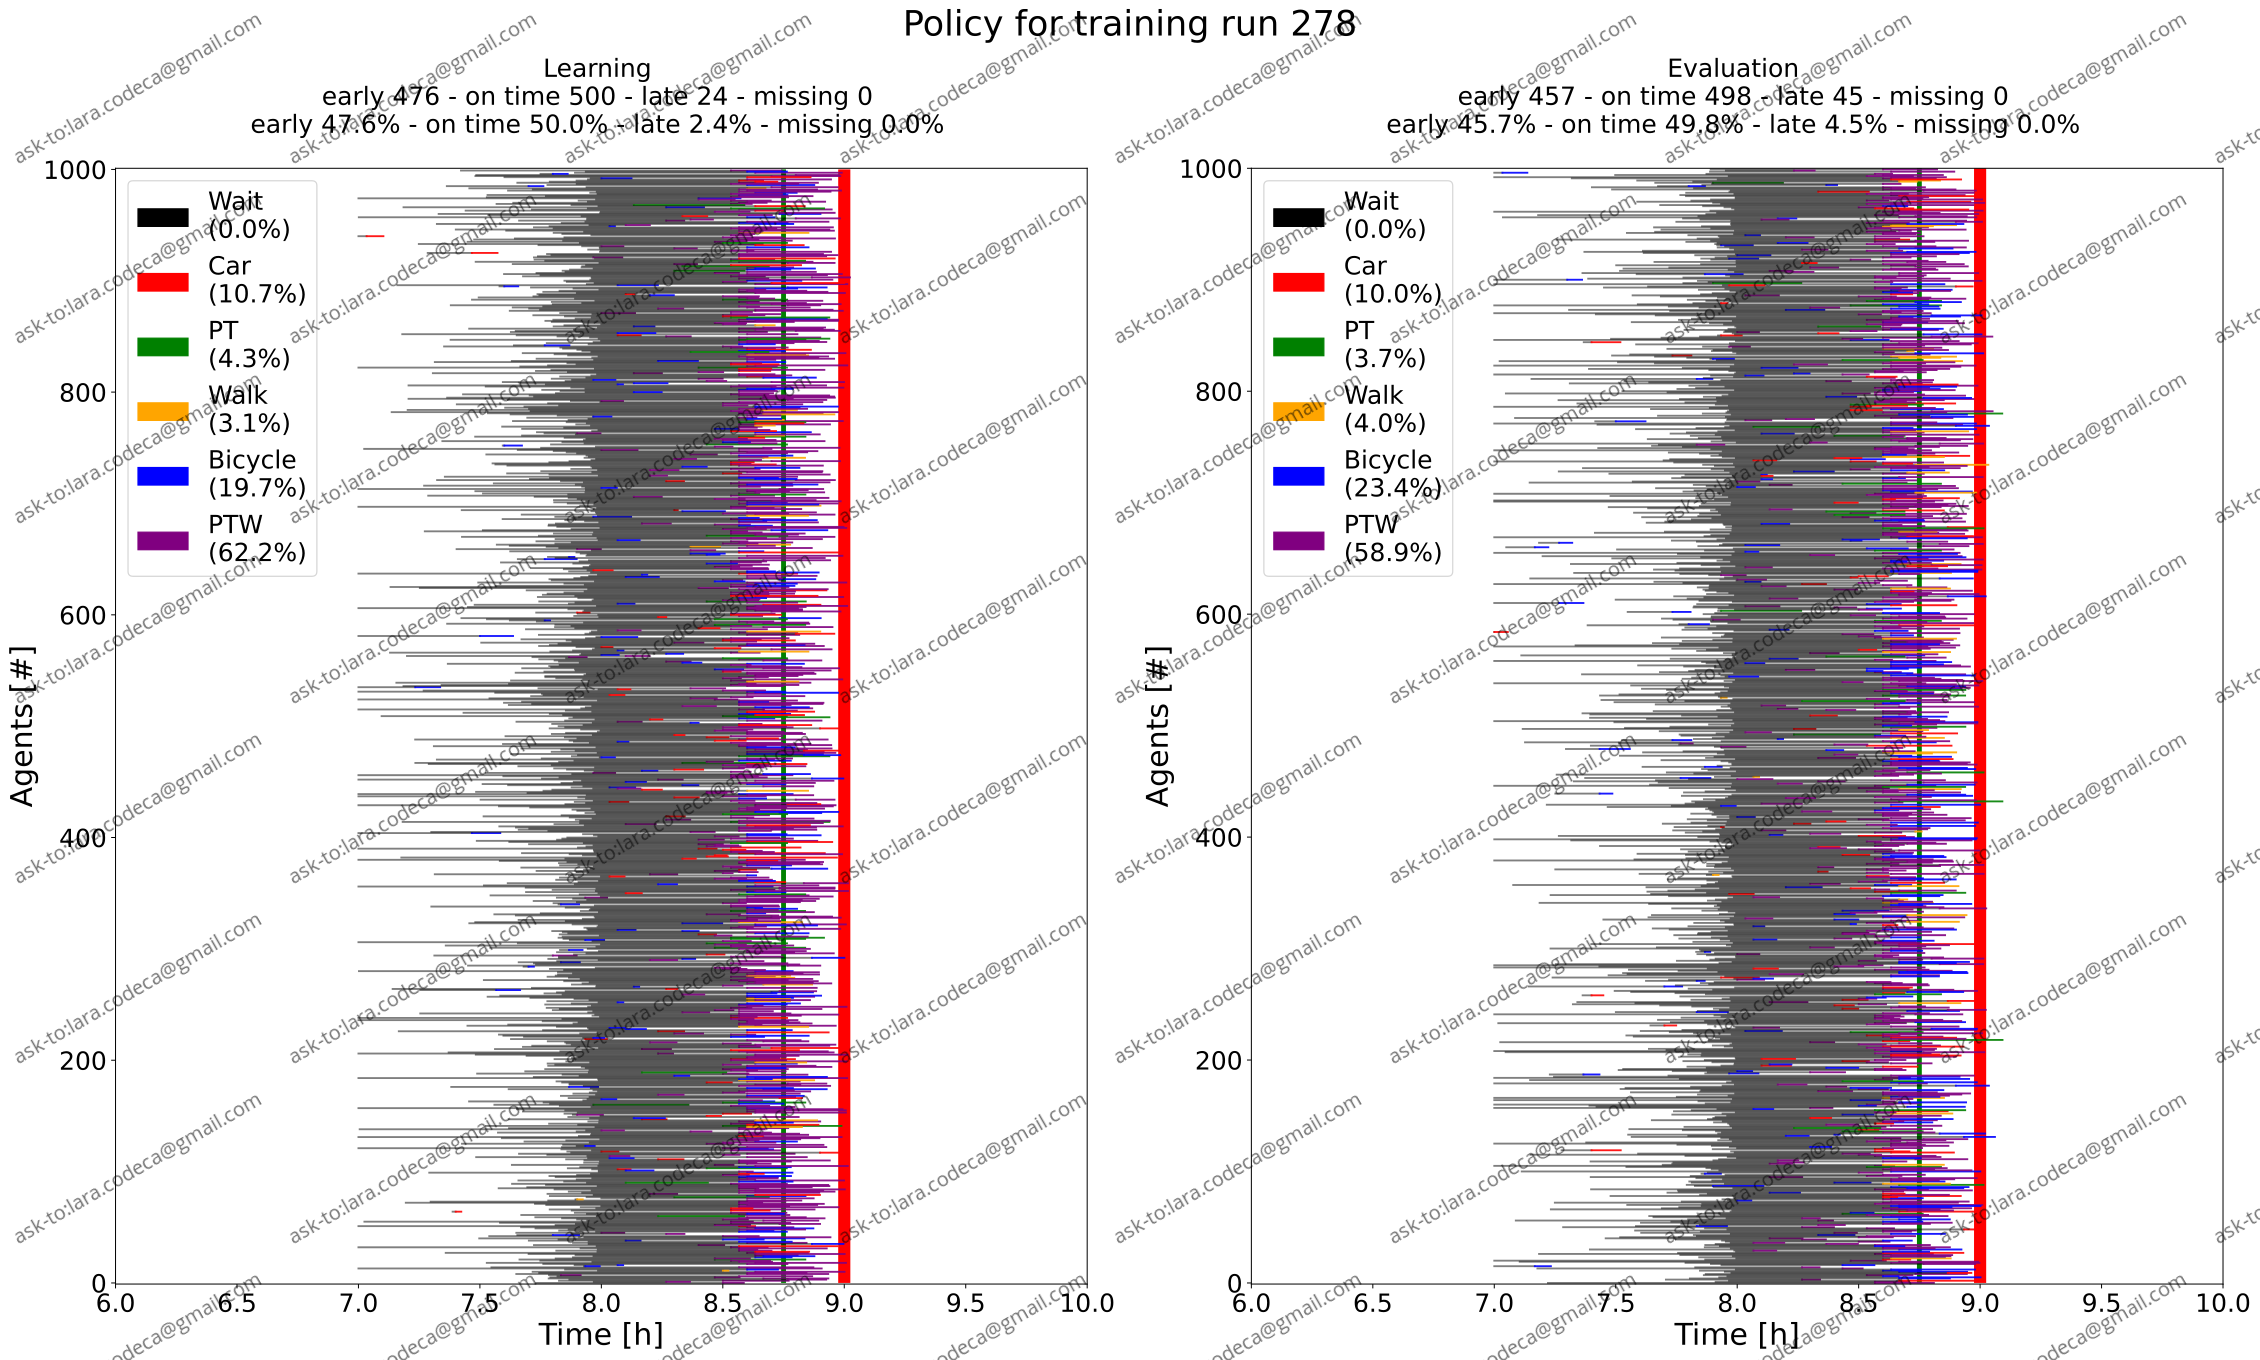 Policy for training run 278
Learning
early 476 - on time 500 - late 24 - missing 0
early 47.6% - on time 50.0% - late 2.4% - missing 0.0%
Wait
(0.0%)
Car
(10.7%)
PT
(4.3%)
Walk
(3.1%)
Bicycle
(19.7%)
PTW
(62.2%)
Agents [#]
1000
800
600
400
200
0
6.0 6.5 7.0 7.5 8.0 8.5 9.0 9.5 10.0
Time [h]
Evaluation
early 457 - on time 498 - late 45 - missing 0
early 45.7% - on time 49.8% - late 4.5% - missing 0.0%
Wait
(0.0%)
Car
(10.0%)
PT
(3.7%)
Walk
(4.0%)
Bicycle
(23.4%)
PTW
(58.9%)
Agents [#]
1000
800
600
400
200
0
6.0 6.5 7.0 7.5 8.0 8.5 9.0 9.5 10.0
Time [h]
ask-to:lara.codeca@gmail.com